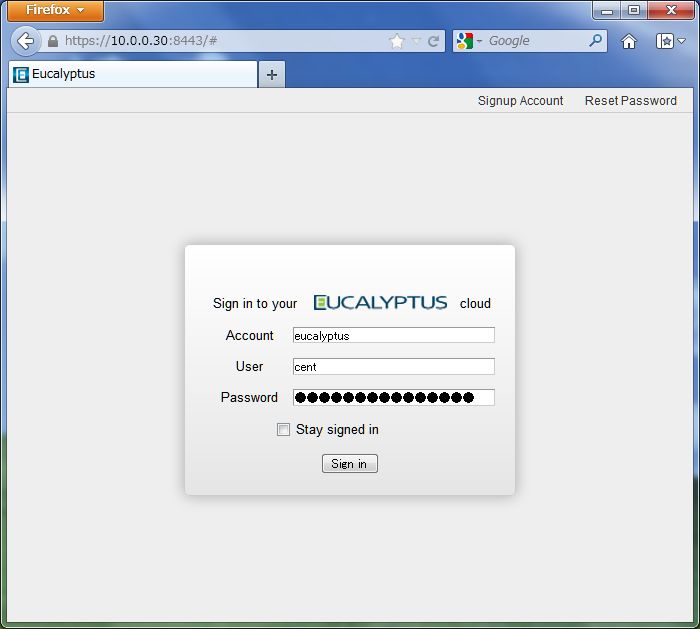 Firefox
https://10.0.0.30:8443/#
Google
Eucalyptus
Signup Account Reset Password
Sign in to your EUCALYPTUS cloud
Account eucalyptus
User cent
Password ●●●●●●●●●●●●●●●
Stay signed in
Sign in